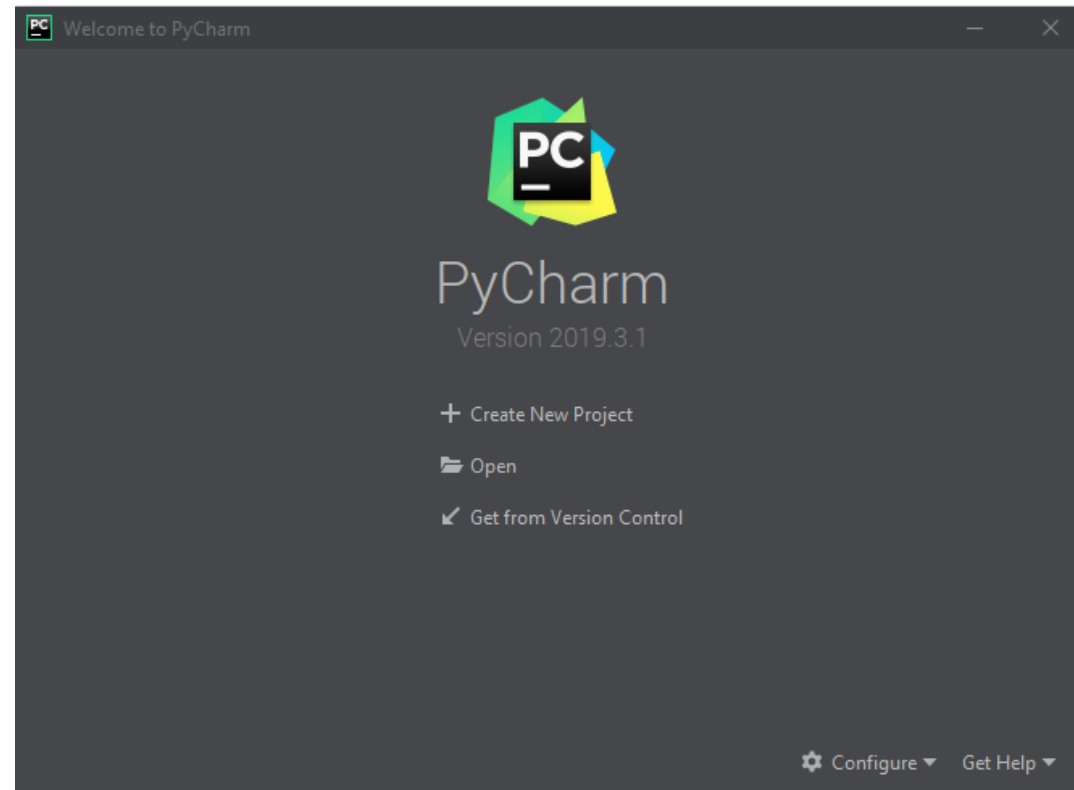 PC Welcome to PyCharm
PC
PyCharm
Version 2019.3.1
Create New Project
Open
Get from Version Control
Configure Get Help